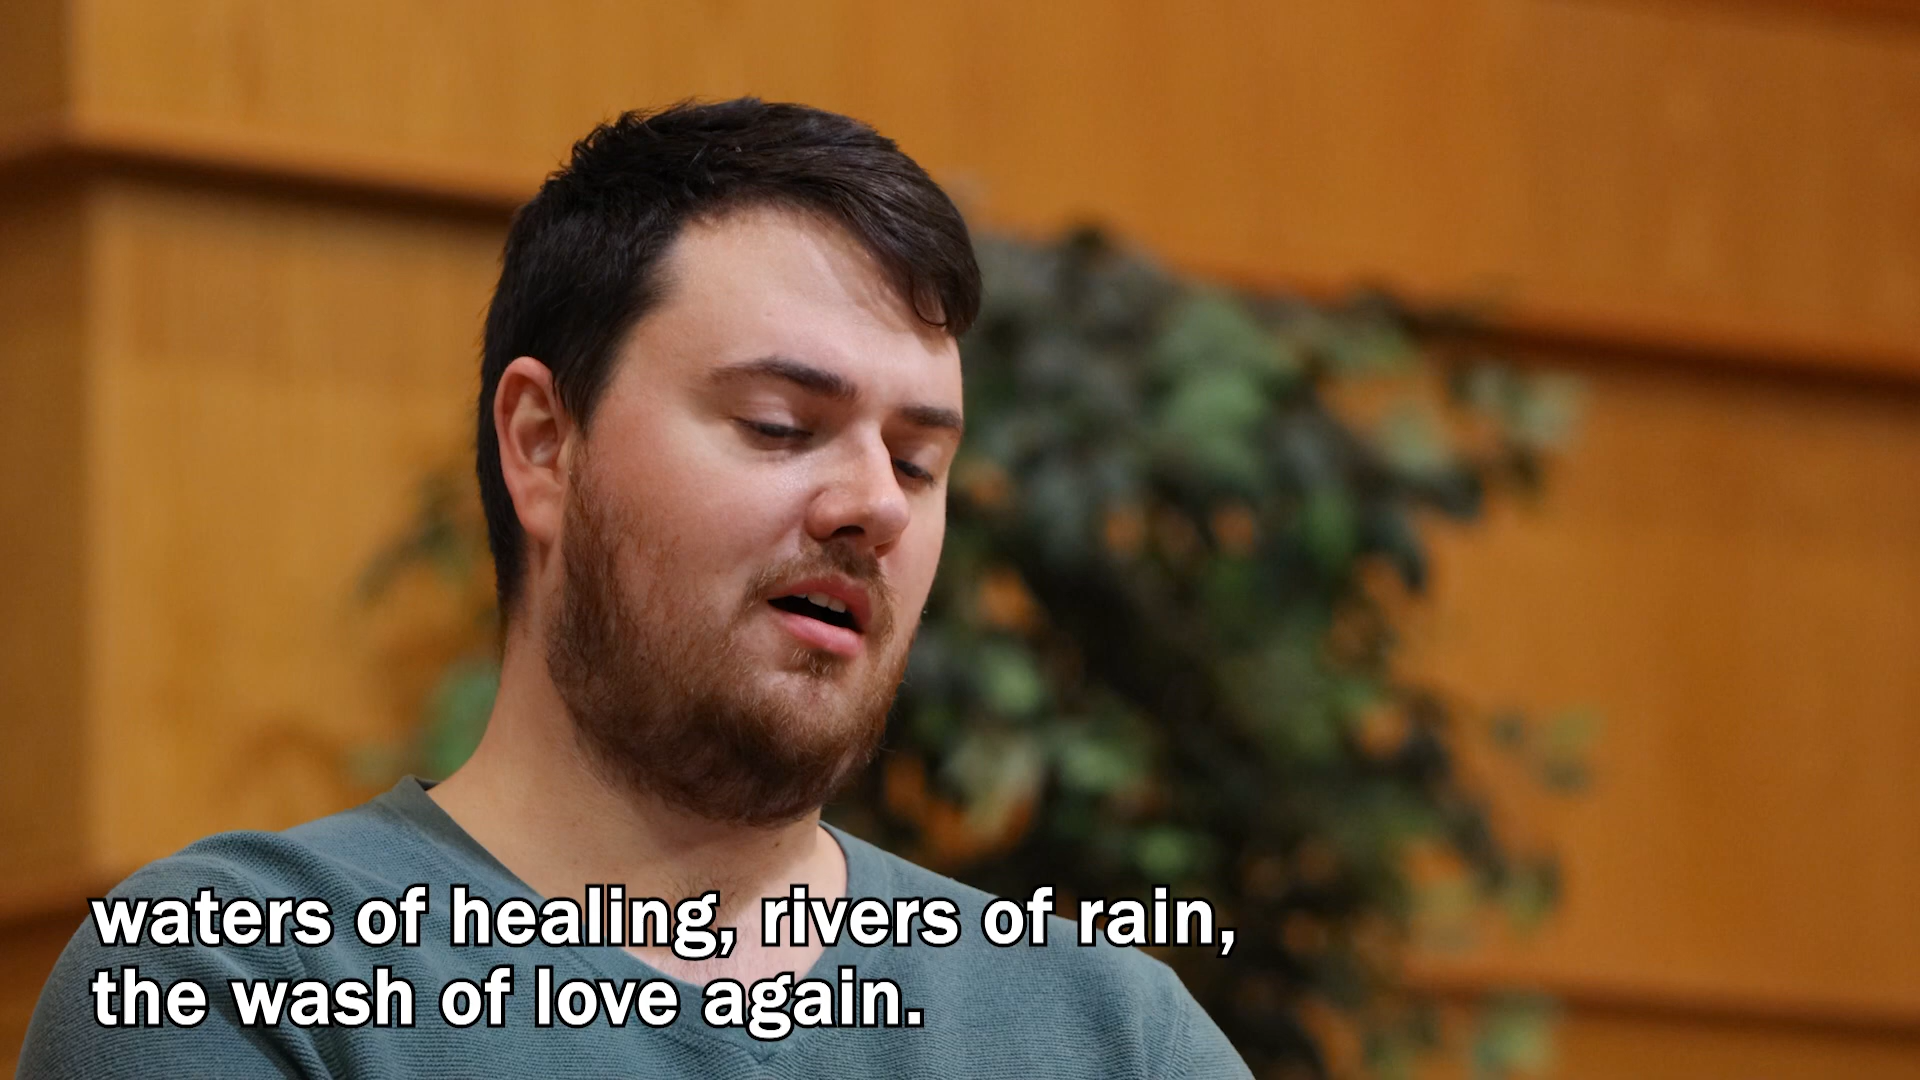 waters of healing, rivers of rain,
the wash of love again.